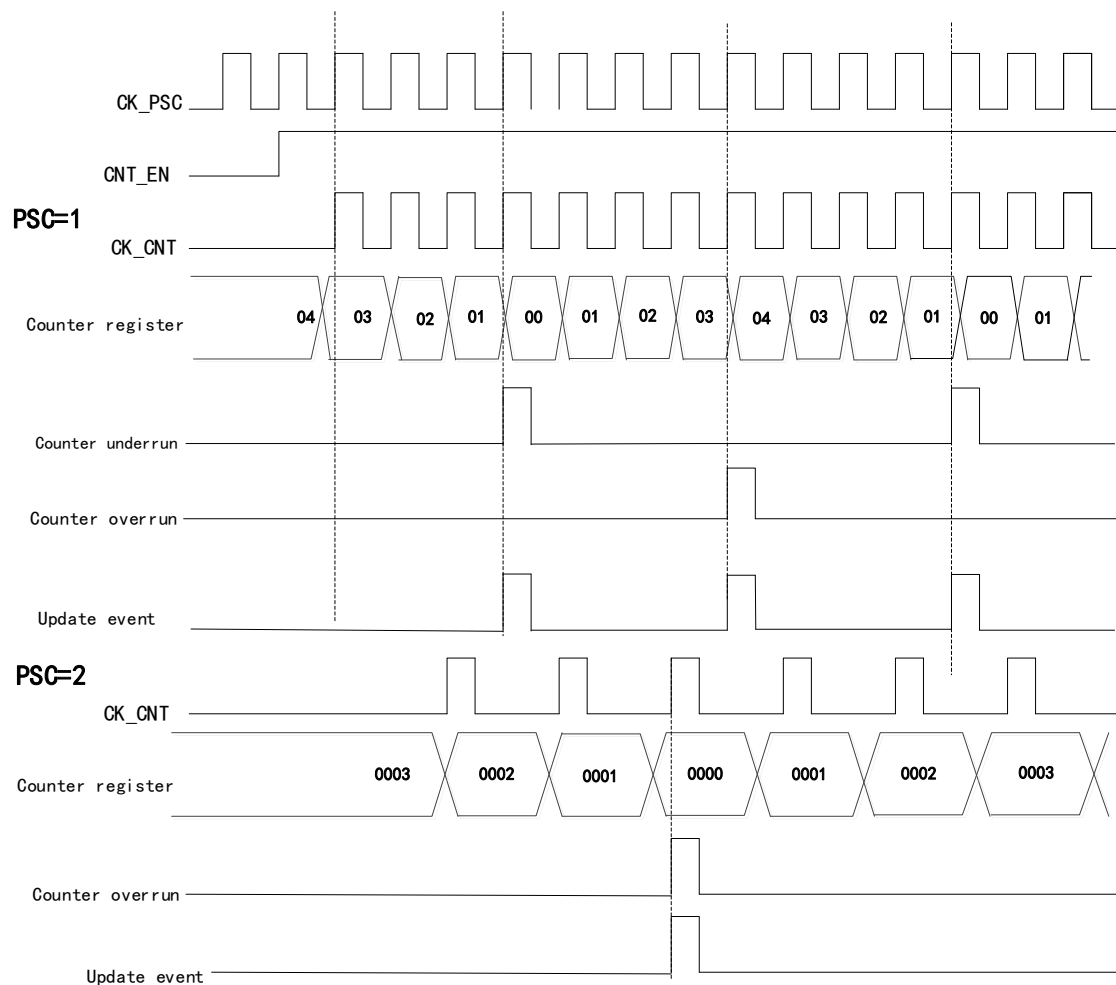 CK_PSC
CNT_EN
PSC=1
CK_CNT
Counter register 04 03 02 01 00 01 02 03 04 03 02 01 00 01
Counter underrun
Counter overrun
Update event
PSC=2
CK_CNT
Counter register 0003 0002 0001 0000 0001 0002 0003
Counter overrun
Update event